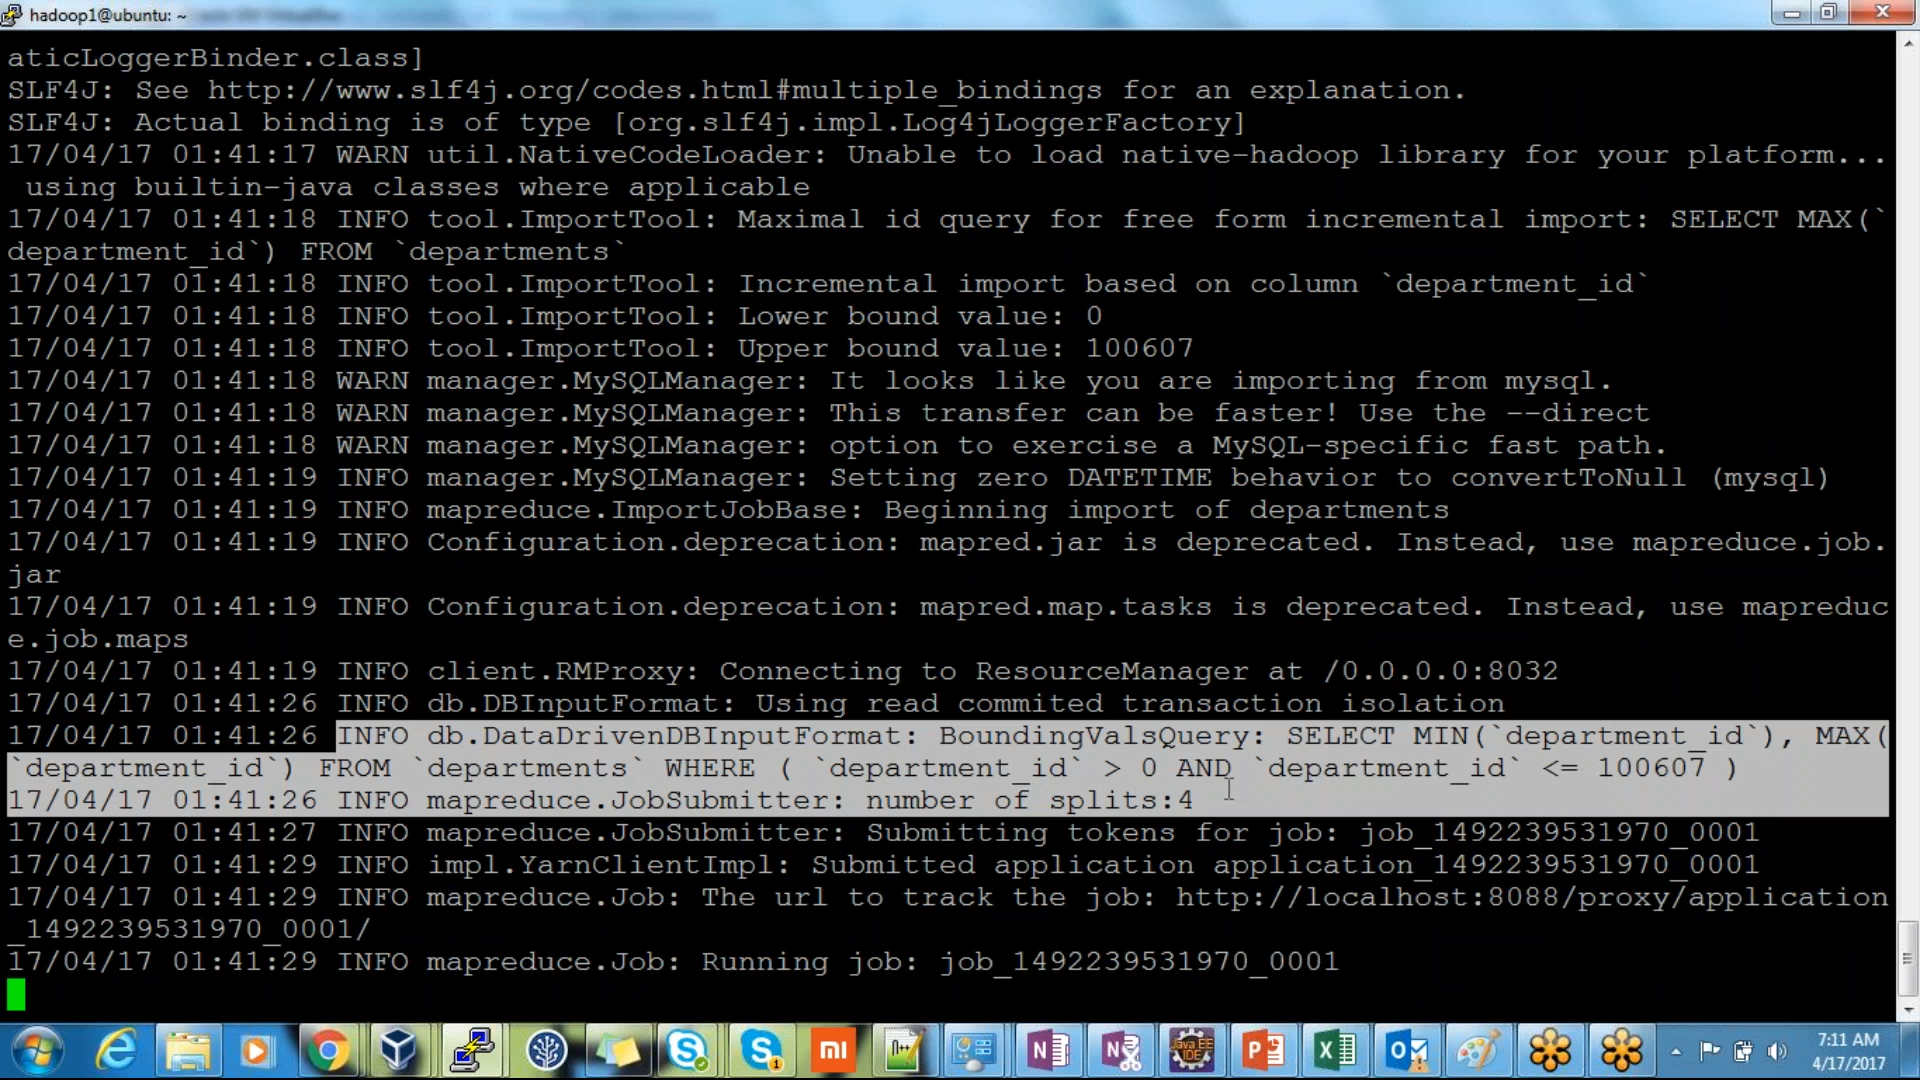 hadoop1@ubuntu: ~
aticLoggerBinder.class]
SLF4J: See http://www.slf4j.org/codes.html#multiple_bindings for an explanation.
SLF4J: Actual binding is of type [org.slf4j.impl.Log4jLoggerFactory]
17/04/17 01:41:17 WARN util.NativeCodeLoader: Unable to load native-hadoop library for your platform...
 using builtin-java classes where applicable
17/04/17 01:41:18 INFO tool.ImportTool: Maximal id query for free form incremental import: SELECT MAX(`
department_id`) FROM `departments`
17/04/17 01:41:18 INFO tool.ImportTool: Incremental import based on column `department_id`
17/04/17 01:41:18 INFO tool.ImportTool: Lower bound value: 0
17/04/17 01:41:18 INFO tool.ImportTool: Upper bound value: 100607
17/04/17 01:41:18 WARN manager.MySQLManager: It looks like you are importing from mysql.
17/04/17 01:41:18 WARN manager.MySQLManager: This transfer can be faster! Use the --direct
17/04/17 01:41:18 WARN manager.MySQLManager: option to exercise a MySQL-specific fast path.
17/04/17 01:41:19 INFO manager.MySQLManager: Setting zero DATETIME behavior to convertToNull (mysql)
17/04/17 01:41:19 INFO mapreduce.ImportJobBase: Beginning import of departments
17/04/17 01:41:19 INFO Configuration.deprecation: mapred.jar is deprecated. Instead, use mapreduce.job.
jar
17/04/17 01:41:19 INFO Configuration.deprecation: mapred.map.tasks is deprecated. Instead, use mapreduc
e.job.maps
17/04/17 01:41:19 INFO client.RMProxy: Connecting to ResourceManager at /0.0.0.0:8032
17/04/17 01:41:26 INFO db.DBInputFormat: Using read commited transaction isolation
17/04/17 01:41:26 INFO db.DataDrivenDBInputFormat: BoundingValsQuery: SELECT MIN(`department_id`), MAX(
`department_id`) FROM `departments` WHERE ( `department_id` > 0 AND `department_id` <= 100607 )
17/04/17 01:41:26 INFO mapreduce.JobSubmitter: number of splits:4
17/04/17 01:41:27 INFO mapreduce.JobSubmitter: Submitting tokens for job: job_1492239531970_0001
17/04/17 01:41:29 INFO impl.YarnClientImpl: Submitted application application_1492239531970_0001
17/04/17 01:41:29 INFO mapreduce.Job: The url to track the job: http://localhost:8088/proxy/application
_1492239531970_0001/
17/04/17 01:41:29 INFO mapreduce.Job: Running job: job_1492239531970_0001
7:11 AM
4/17/2017